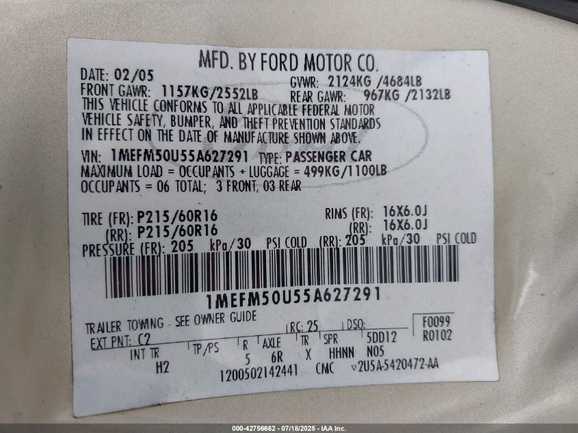 MFD. BY FORD MOTOR CO.
DATE: 02/05 GVWR: 2124KG /4684LB
FRONT GAWR: 1157KG/2552LB REAR GAWR: 967KG /2132LB
THIS VEHICLE CONFORMS TO ALL APPLICABLE FEDERAL MOTOR
VEHICLE SAFETY, BUMPER, AND THEFT PREVENTION STANDARDS
IN EFFECT ON THE DATE OF MANUFACTURE SHOWN ABOVE.
VIN: 1MEFM50U55A627291 TYPE: PASSENGER CAR
MAXIMUM LOAD = OCCUPANTS + LUGGAGE = 499KG/1100LB
OCCUPANTS = 06 TOTAL; 3 FRONT, 03 REAR
TIRE (FR): P215/60R16 RIMS (FR): 16X6.0J
(RR): P215/60R16 (RR): 16X6.0J
PRESSURE (FR): 205 kPa/30 PSI COLD (RR): 205 kPa/30 PSI COLD
1MEFM50U55A627291
TRAILER TOWING - SEE OWNER GUIDE
EXT PNT: C2 RC: 25 DSO: F0099
R0102
INT TR TP/PS R AXLE TR SPR 5DD12
H2 5 6R X HHNN N05
1200502142441 CMC v2U5A-5420472-AA
000-42756662 - 07/18/2025 - IAA Inc.